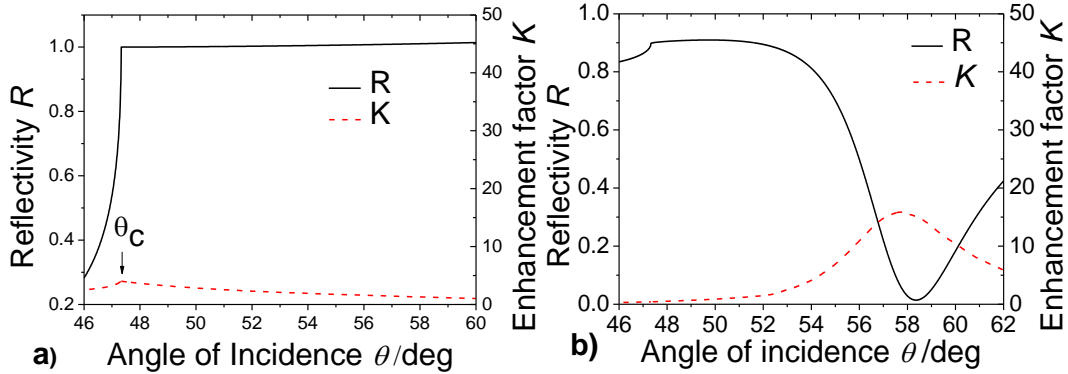 1.0
0.8
0.6
0.4
0.2
Reflectivity R
50
40
30
20
10
0
Enhancement factor K
R
K
θc
46 48 50 52 54 56 58 60
a) Angle of Incidence θ/deg
1.0
0.8
0.6
0.4
0.2
0.0
Reflectivity R
50
40
30
20
10
0
Enhancement factor K
R
K
46 48 50 52 54 56 58 60 62
b) Angle of incidence θ/deg